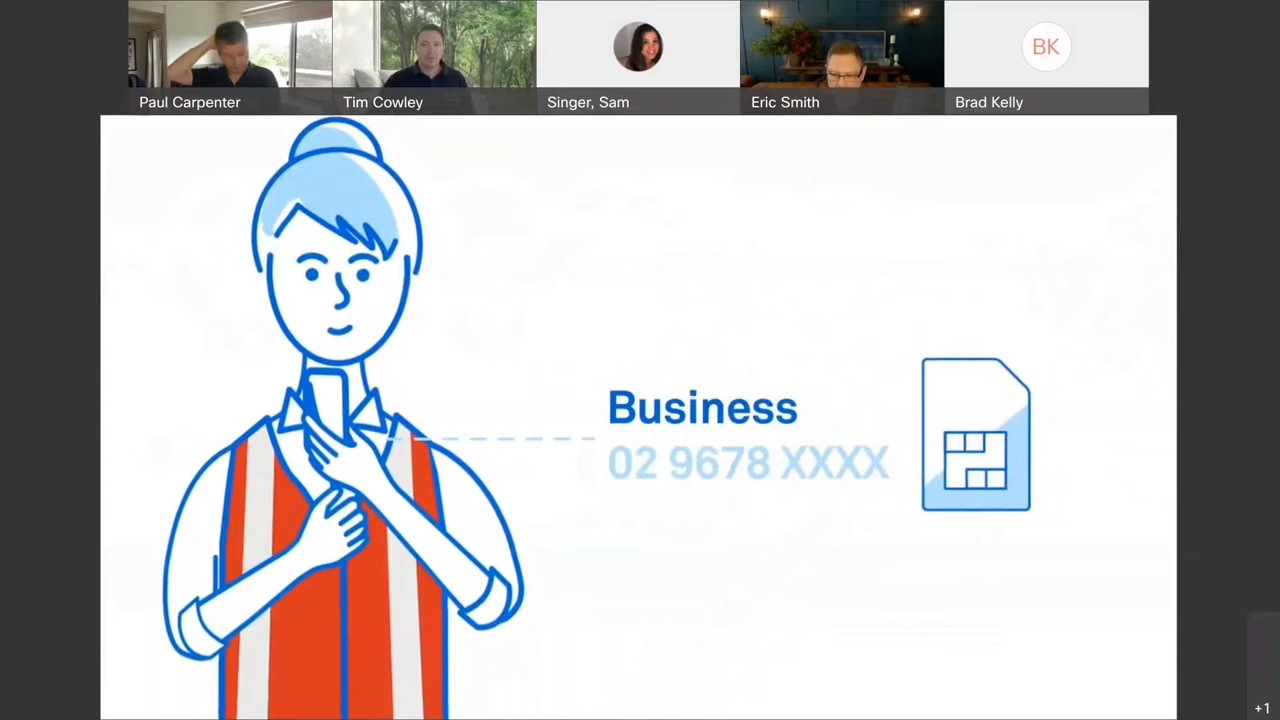 Paul Carpenter
Tim Cowley
Singer, Sam
Eric Smith
BK
Brad Kelly
Business
02 9678 XXXX
+1